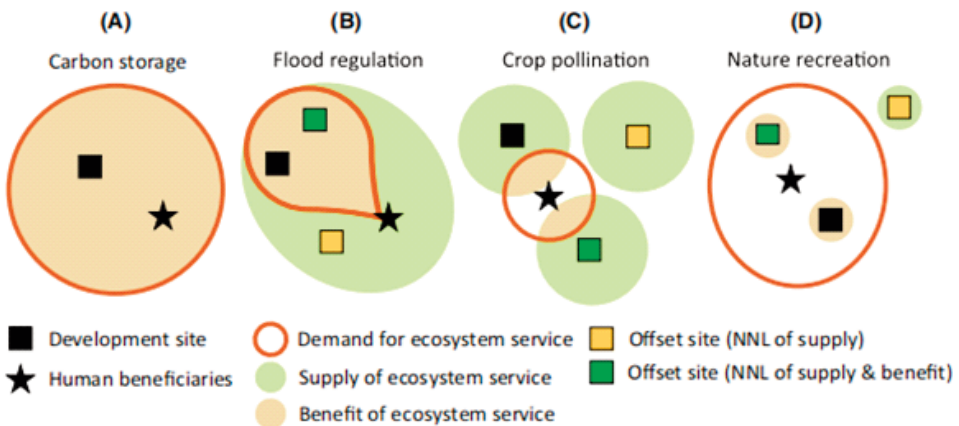 (A)
Carbon storage
(B)
Flood regulation
(C)
Crop pollination
(D)
Nature recreation
Development site
Human beneficiaries
Demand for ecosystem service
Supply of ecosystem service
Benefit of ecosystem service
Offset site (NNL of supply)
Offset site (NNL of supply & benefit)